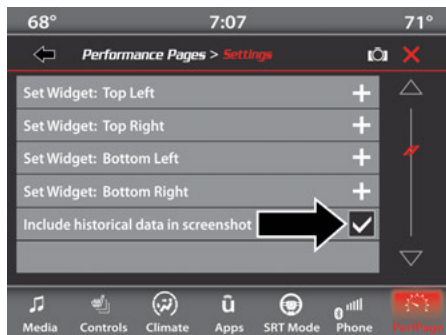 68° 7:07 71°
Performance Pages > Settings
Set Widget: Top Left
Set Widget: Top Right
Set Widget: Bottom Left
Set Widget: Bottom Right
Include historical data in screenshot
Media Controls Climate Apps SRT Mode Phone PerfPage